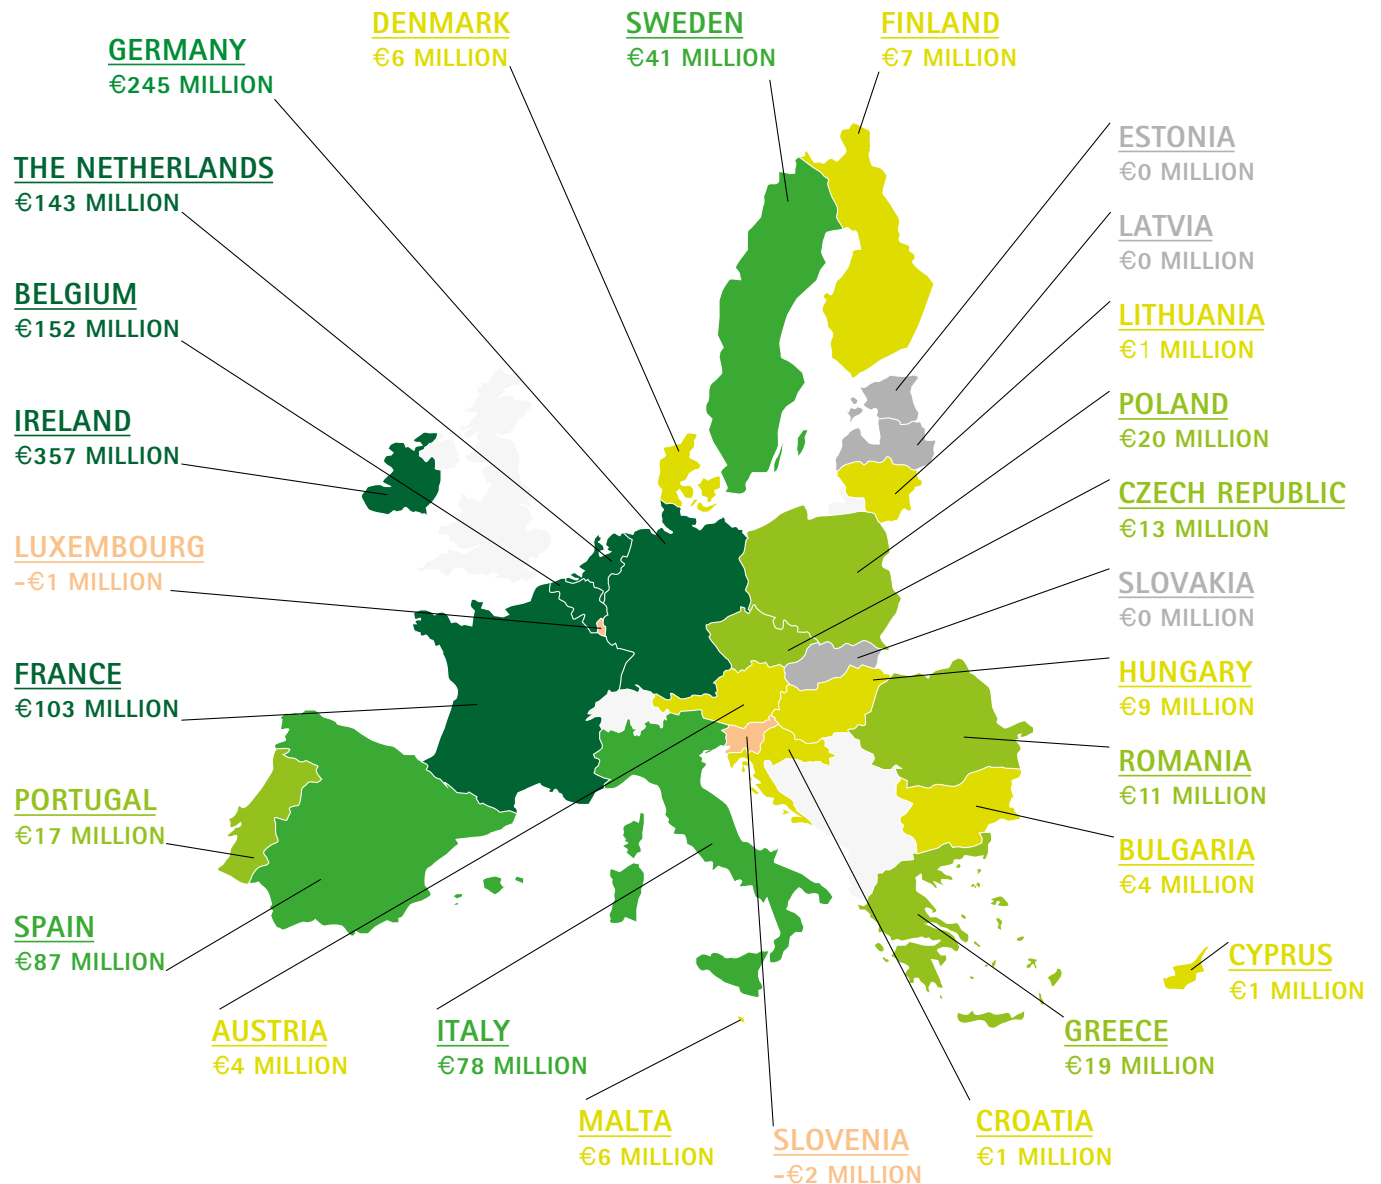 DENMARK
€6 MILLION
SWEDEN
€41 MILLION
FINLAND
€7 MILLION
GERMANY
€245 MILLION
ESTONIA
€0 MILLION
THE NETHERLANDS
€143 MILLION
LATVIA
€0 MILLION
BELGIUM
€152 MILLION
LITHUANIA
€1 MILLION
IRELAND
€357 MILLION
POLAND
€20 MILLION
CZECH REPUBLIC
€13 MILLION
LUXEMBOURG
-€1 MILLION
SLOVAKIA
€0 MILLION
FRANCE
€103 MILLION
HUNGARY
€9 MILLION
ROMANIA
€11 MILLION
PORTUGAL
€17 MILLION
BULGARIA
€4 MILLION
SPAIN
€87 MILLION
CYPRUS
€1 MILLION
AUSTRIA
€4 MILLION
ITALY
€78 MILLION
GREECE
€19 MILLION
MALTA
€6 MILLION
SLOVENIA
-€2 MILLION
CROATIA
€1 MILLION